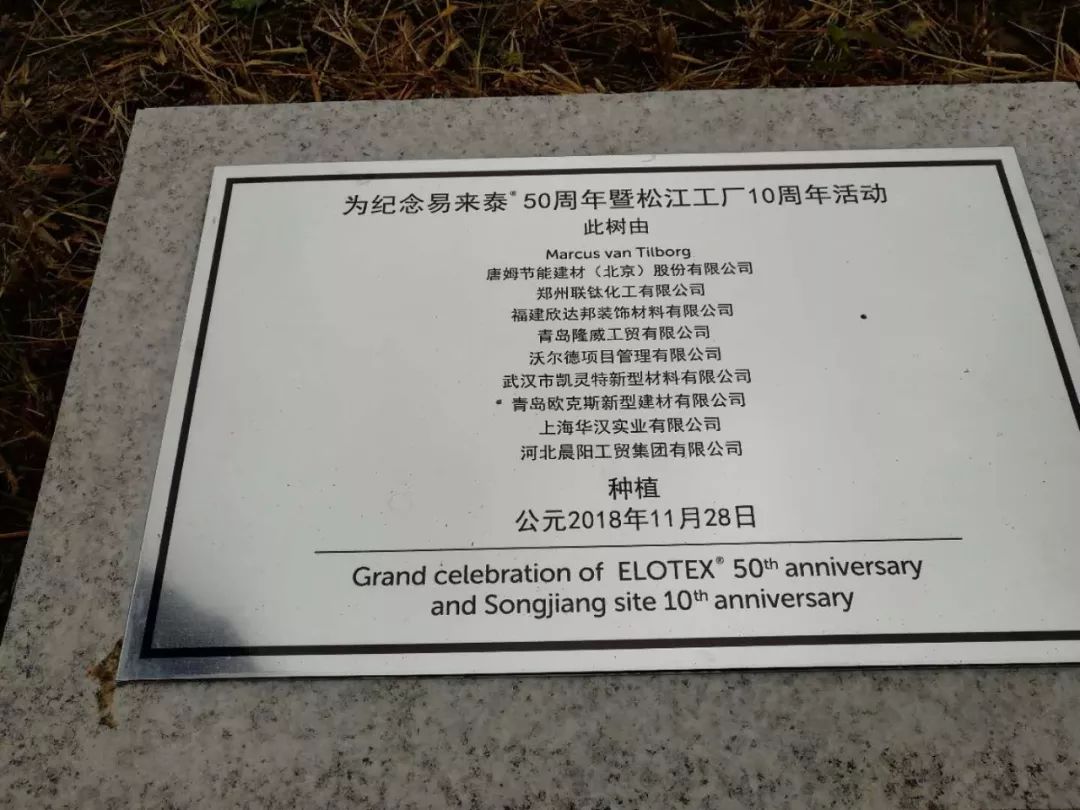 为纪念易来泰® 50周年暨松江工厂10周年活动
此树由
Marcus van Tilborg
唐姆节能建材（北京）股份有限公司
郑州联钛化工有限公司
福建欣达邦装饰材料有限公司
青岛隆威工贸有限公司
沃尔德项目管理有限公司
武汉市凯灵特新型材料有限公司
青岛欧克斯新型建材有限公司
上海华汉实业有限公司
河北晨阳工贸集团有限公司
种植
公元2018年11月28日
Grand celebration of ELOTEX® 50th anniversary
and Songjiang site 10th anniversary